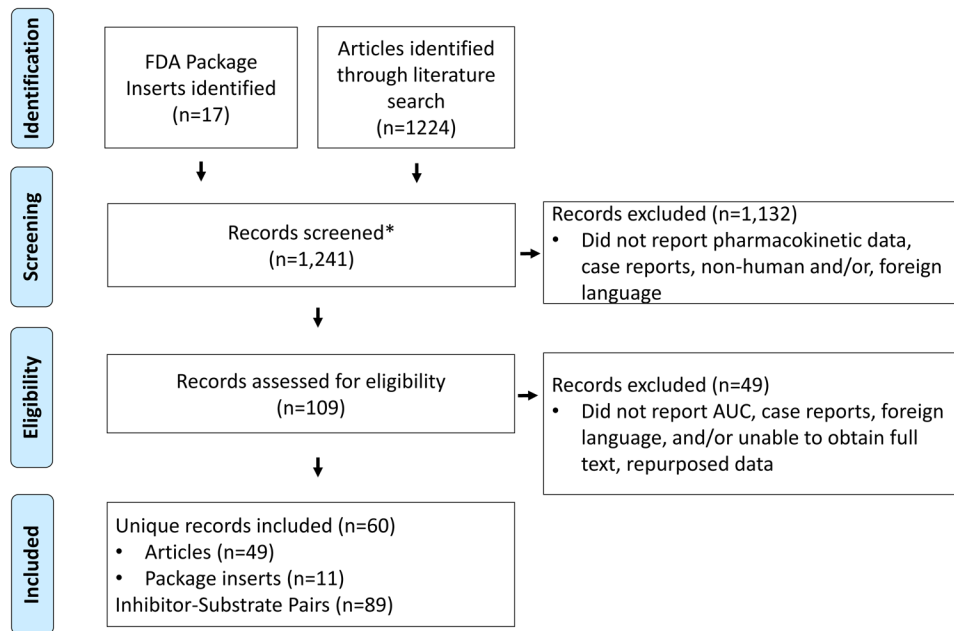 Identification
FDA Package
Inserts identified
(n=17)
Articles identified
through literature
search
(n=1224)
Screening
Records screened*
(n=1,241)
Records excluded (n=1,132)
• Did not report pharmacokinetic data,
case reports, non-human and/or, foreign
language
Eligibility
Records assessed for eligibility
(n=109)
Records excluded (n=49)
• Did not report AUC, case reports, foreign
language, and/or unable to obtain full
text, repurposed data
Included
Unique records included (n=60)
• Articles (n=49)
• Package inserts (n=11)
Inhibitor-Substrate Pairs (n=89)